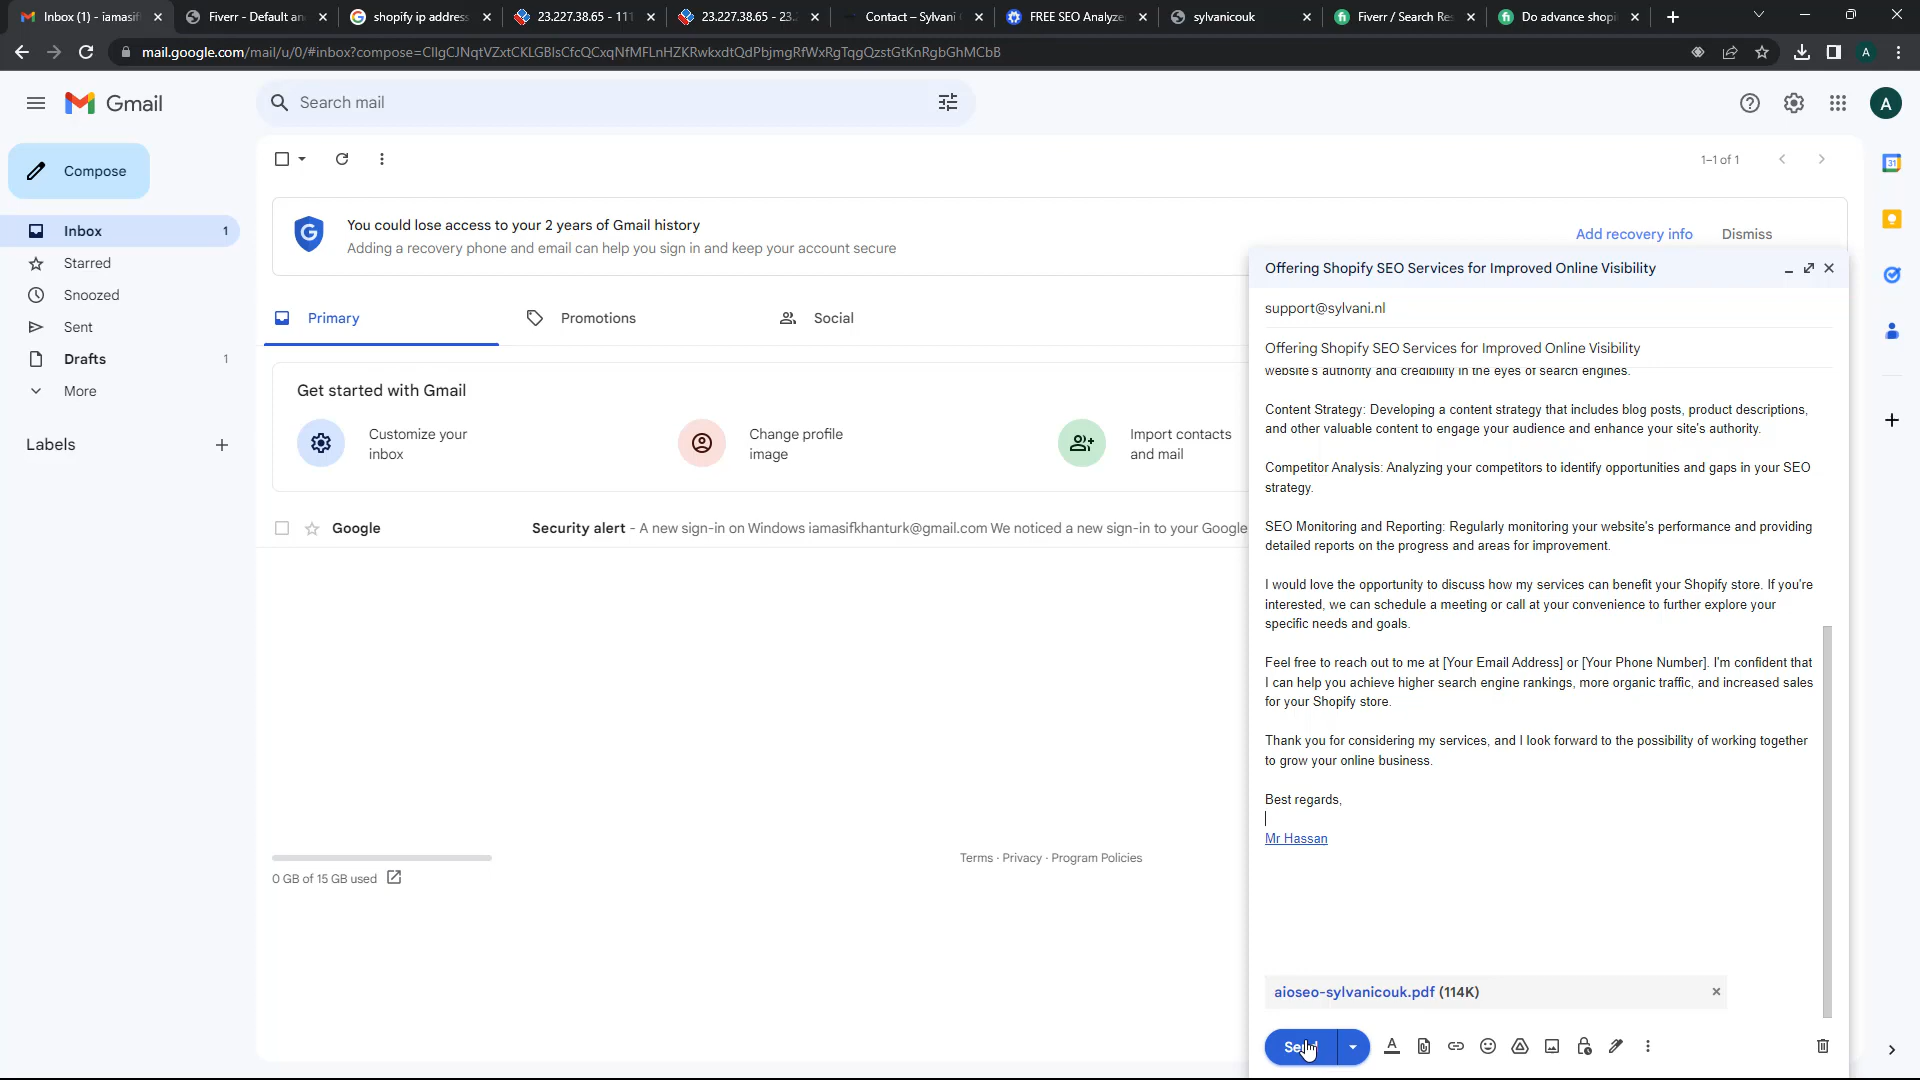 Inbox (1) - iamasif
Fiverr - Default an
shopify ip address
23.227.38.65 - 111
23.227.38.65 - 23.
Contact – Sylvani
FREE SEO Analyze
sylvanicouk
Fiverr / Search Re
Do advance shopi
mail.google.com/mail/u/0/#inbox?compose=CllgCJNqtVZxtCKLGBlsCfcQCxqNfMFLnHZKRwkxdtQdPbjmgRfWxRgTqgQzstGtKnRgbGhMCbB
A
Gmail
Search mail
A
Compose
1–1 of 1
31
Inbox 1
Starred
Snoozed
Sent
Drafts 1
More
Labels
You could lose access to your 2 years of Gmail history
Adding a recovery phone and email can help you sign in and keep your account secure
Add recovery info
Dismiss
Primary
Promotions
Social
Get started with Gmail
Customize your
inbox
Change profile
image
Import contacts
and mail
Google
Security alert - A new sign-in on Windows iamasifkhanturk@gmail.com We noticed a new sign-in to your Google
0 GB of 15 GB used
Terms · Privacy · Program Policies
Offering Shopify SEO Services for Improved Online Visibility
support@sylvani.nl
Offering Shopify SEO Services for Improved Online Visibility
website's authority and credibility in the eyes of search engines.
Content Strategy: Developing a content strategy that includes blog posts, product descriptions,
and other valuable content to engage your audience and enhance your site's authority.
Competitor Analysis: Analyzing your competitors to identify opportunities and gaps in your SEO
strategy.
SEO Monitoring and Reporting: Regularly monitoring your website's performance and providing
detailed reports on the progress and areas for improvement.
I would love the opportunity to discuss how my services can benefit your Shopify store. If you're
interested, we can schedule a meeting or call at your convenience to further explore your
specific needs and goals.
Feel free to reach out to me at [Your Email Address] or [Your Phone Number]. I'm confident that
I can help you achieve higher search engine rankings, more organic traffic, and increased sales
for your Shopify store.
Thank you for considering my services, and I look forward to the possibility of working together
to grow your online business.
Best regards,
Mr Hassan
aioseo-sylvanicouk.pdf (114K)
Send